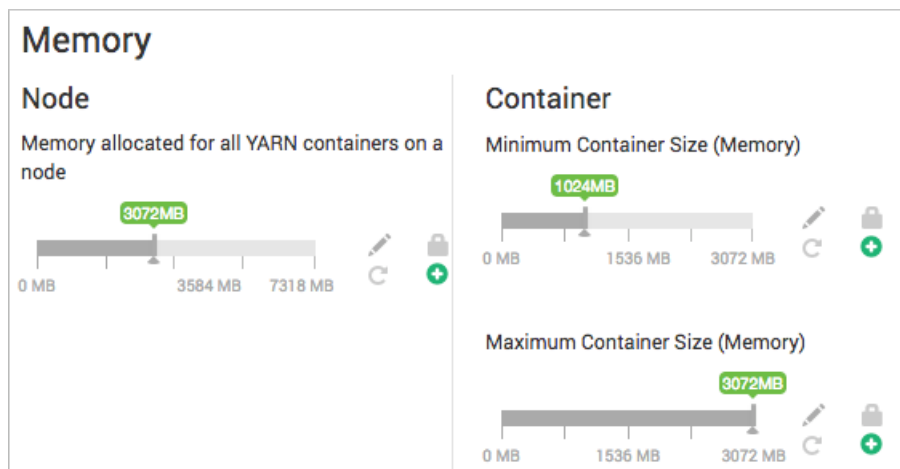 Memory
Node
Memory allocated for all YARN containers on a
node
3072MB
0 MB 3584 MB 7318 MB
Container
Minimum Container Size (Memory)
1024MB
0 MB 1536 MB 3072 MB
Maximum Container Size (Memory)
3072MB
0 MB 1536 MB 3072 MB